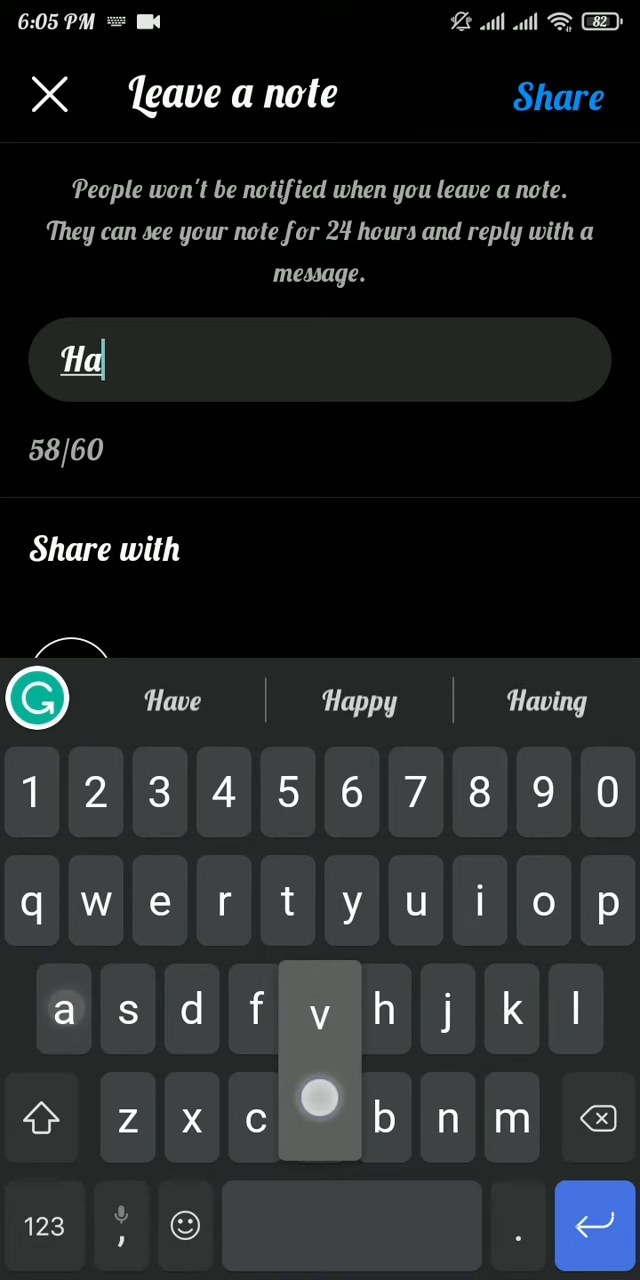 6:05 PM 82
Leave a note Share
People won't be notified when you leave a note.
They can see your note for 24 hours and reply with a
message.
Ha
58/60
Share with
Have Happy Having
1 2 3 4 5 6 7 8 9 0
q w e r t y u i o p
a s d f v h j k l
z x c b n m
123 , .